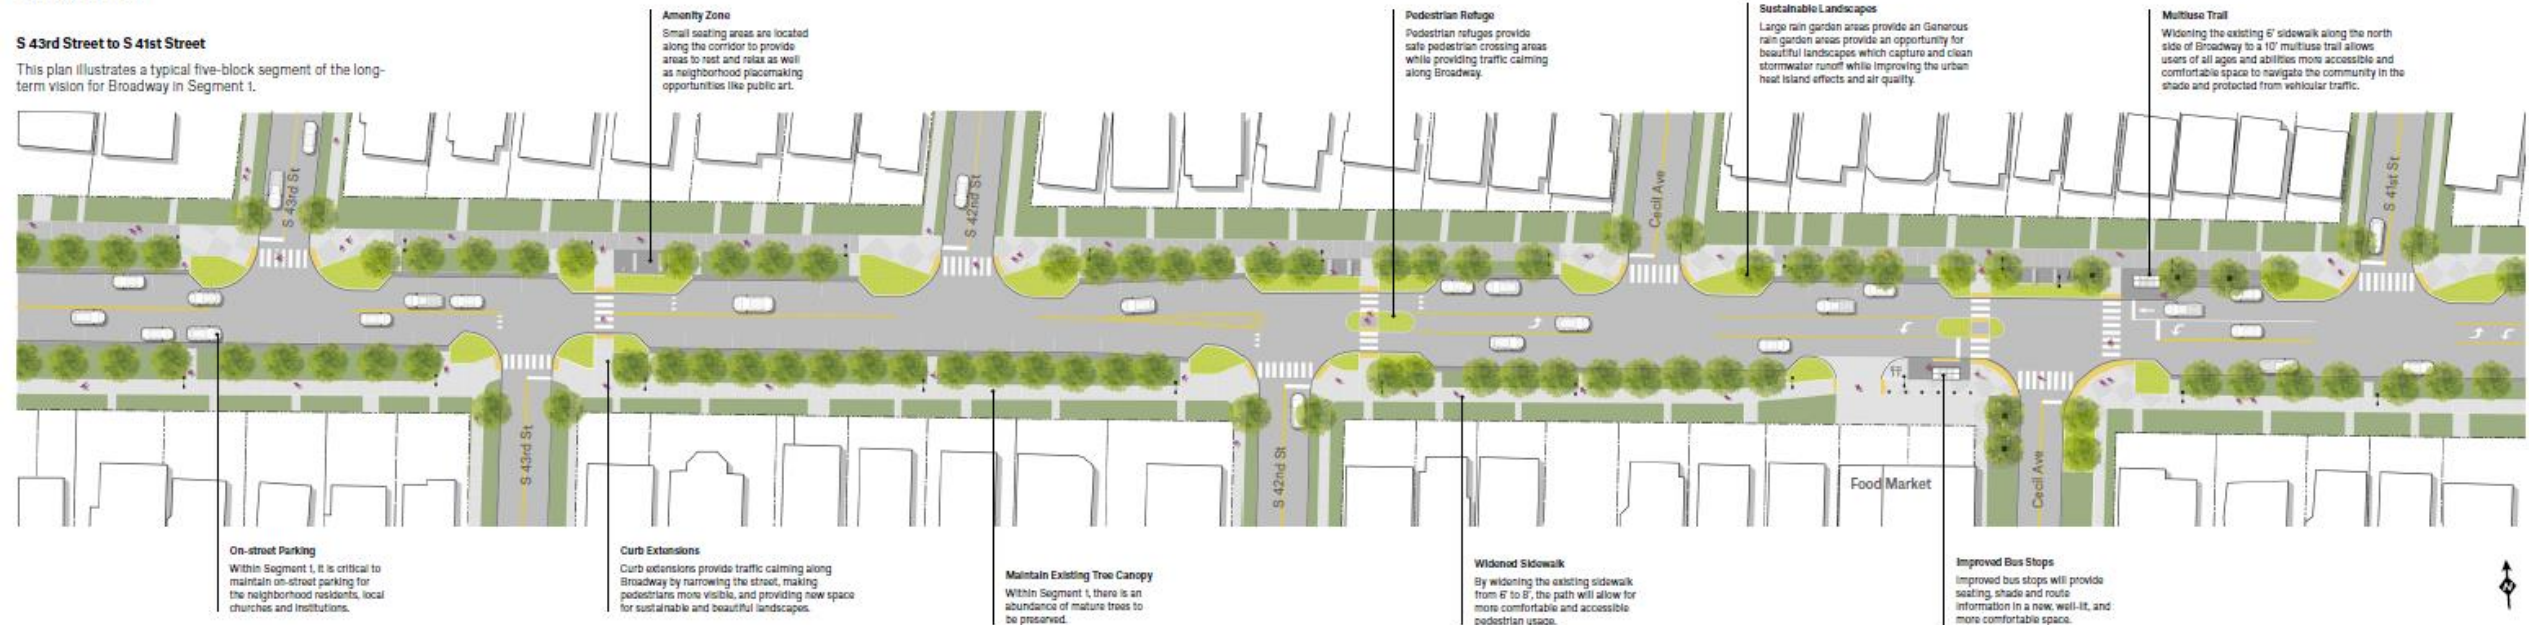 S 43rd Street to S 41st Street
This plan illustrates a typical five-block segment of the long-
term vision for Broadway in Segment 1.
Amenity Zone
Small seating areas are located
along the corridor to provide
areas to rest and relax as well
as neighborhood placemaking
opportunities like public art.
Pedestrian Refuge
Pedestrian refuges provide
safe pedestrian crossing areas
while providing traffic calming
along Broadway.
Sustainable Landscapes
Large rain garden areas provide an Generous
rain garden areas provide an opportunity for
beautiful landscapes which capture and clean
stormwater runoff while improving the urban
heat island effects and air quality.
Multiuse Trail
Widening the existing 6' sidewalk along the north
side of Broadway to a 10' multiuse trail allows
users of all ages and abilities more accessible and
comfortable space to navigate the community in the
shade and protected from vehicular traffic.
S 43rd St
S 42nd St
Cecil Ave
S 41st St
S 43rd St
S 42nd St
Food Market
Cecil Ave
On-street Parking
Within Segment 1, it is critical to
maintain on-street parking for
the neighborhood residents, local
churches and institutions.
Curb Extensions
Curb extensions provide traffic calming along
Broadway by narrowing the street, making
pedestrians more visible, and providing new space
for sustainable and beautiful landscapes.
Maintain Existing Tree Canopy
Within Segment 1, there is an
abundance of mature trees to
be preserved.
Widened Sidewalk
By widening the existing sidewalk
from 6' to 8', the path will allow for
more comfortable and accessible
pedestrian usage.
Improved Bus Stops
Improved bus stops will provide
seating, shade and route
information in a new, well-lit, and
more comfortable space.
N